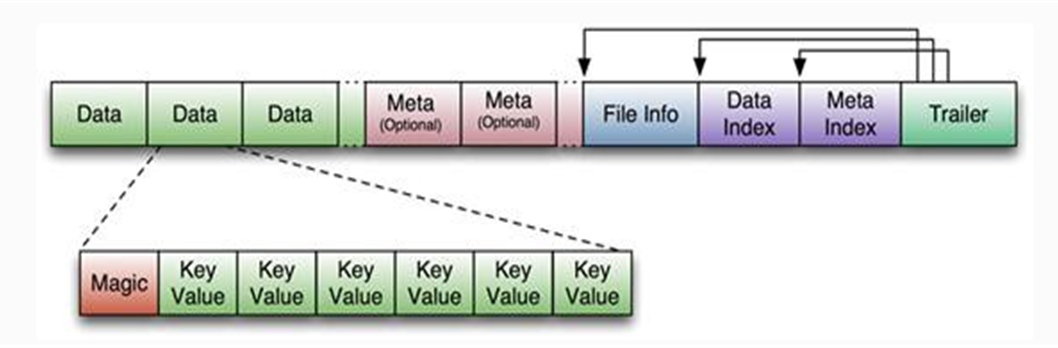 Data
Data
Data
Meta
(Optional)
Meta
(Optional)
File Info
Data
Index
Meta
Index
Trailer
Magic
Key
Value
Key
Value
Key
Value
Key
Value
Key
Value
Key
Value